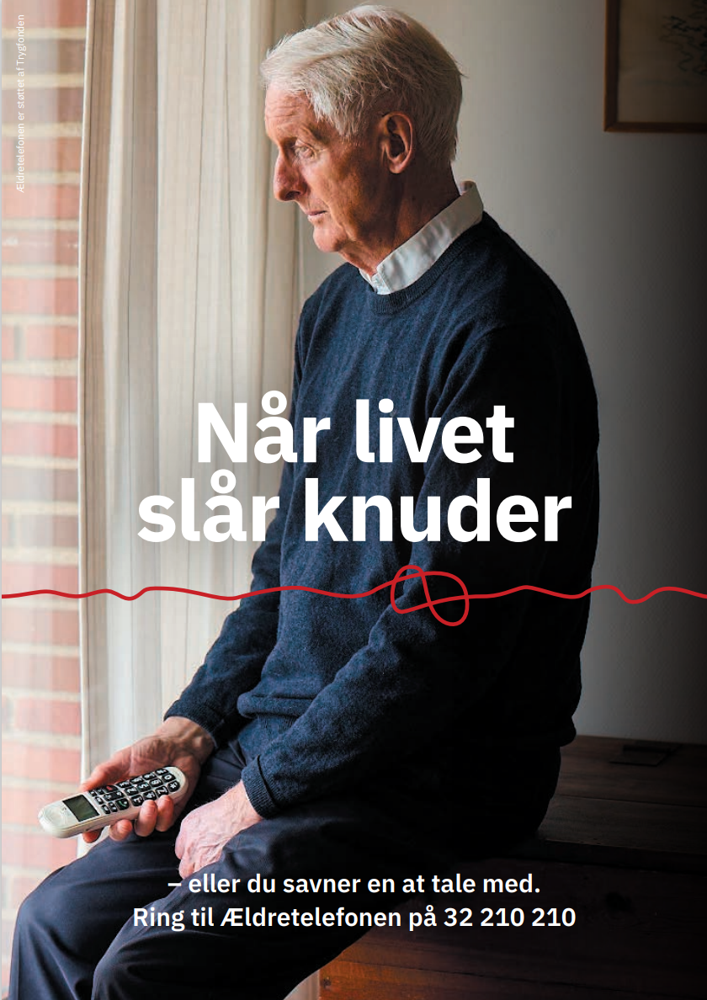 Ældretelefonen er støttet af Trygfonden
Når livet
slår knuder
– eller du savner en at tale med.
Ring til Ældretelefonen på 32 210 210